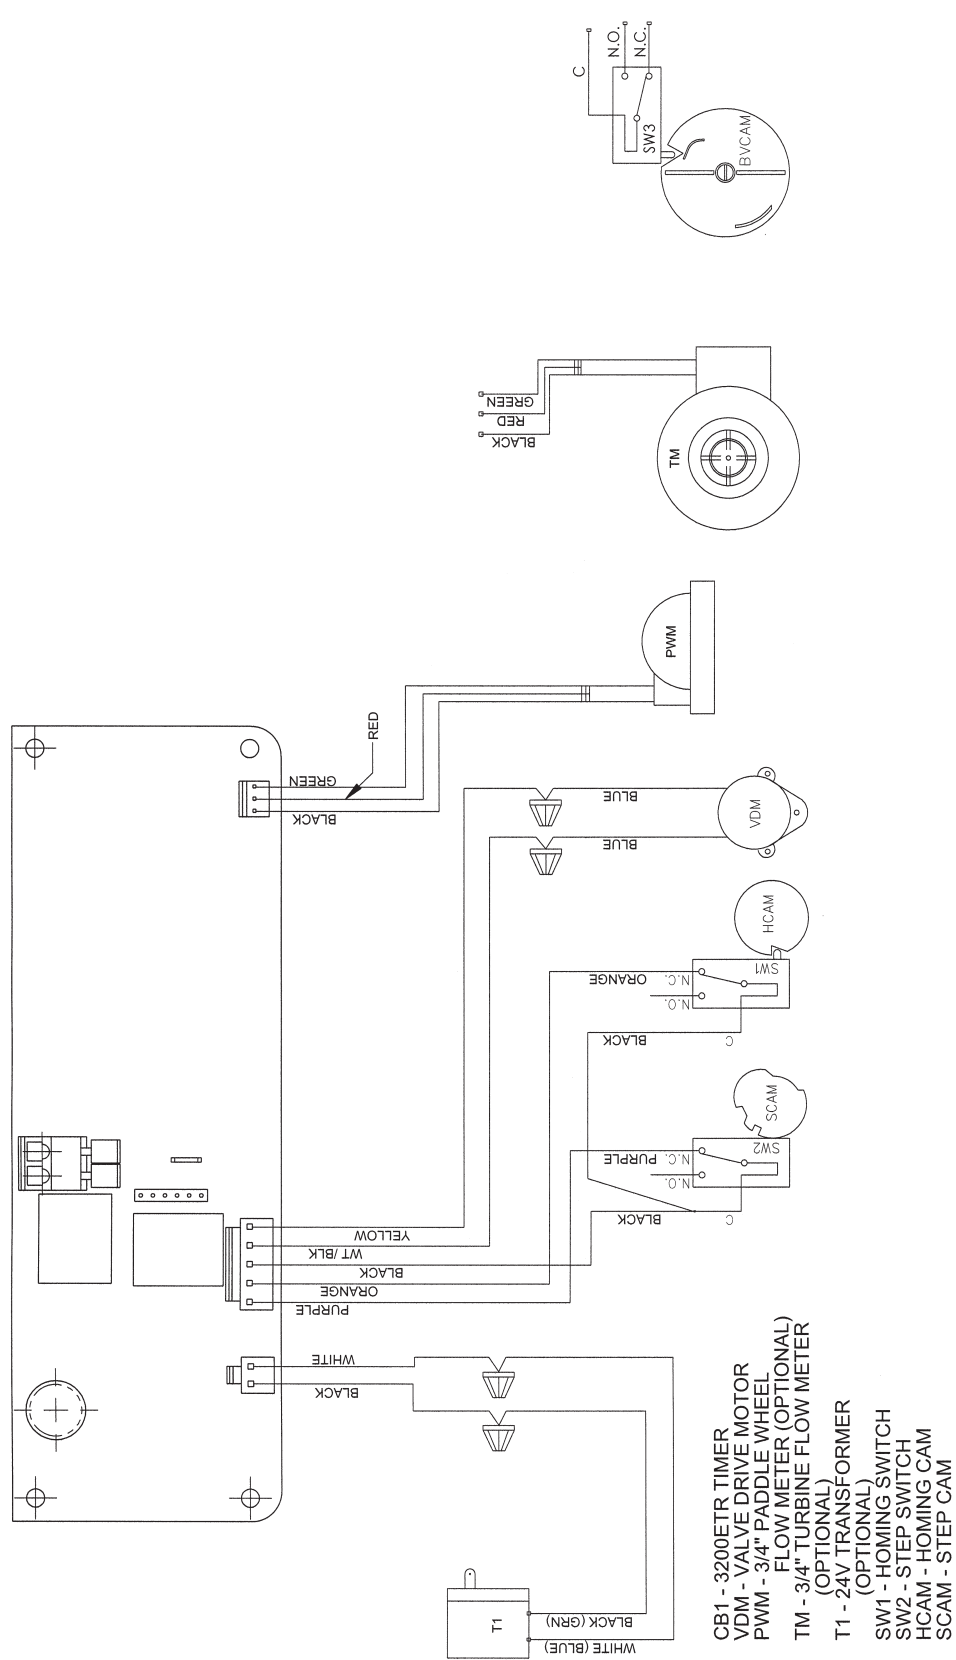 C
N.O.
N.C.
SW3
BVCAM
GREEN
RED
BLACK
TM
PWM
GREEN
RED
BLACK
BLUE
BLUE
VDM
HCAM
ORANGE
N.C.
N.O.
SW1
BLACK
C
SCAM
PURPLE
N.C.
N.O.
SW2
BLACK
C
YELLOW
WT/BLK
BLACK
ORANGE
PURPLE
WHITE
BLACK
T1
BLACK (GRN)
WHITE (BLUE)
CB1 - 3200ETR TIMER
VDM - VALVE DRIVE MOTOR
PWM - 3/4" PADDLE WHEEL
FLOW METER (OPTIONAL)
TM - 3/4" TURBINE FLOW METER
(OPTIONAL)
T1 - 24V TRANSFORMER
(OPTIONAL)
SW1 - HOMING SWITCH
SW2 - STEP SWITCH
HCAM - HOMING CAM
SCAM - STEP CAM